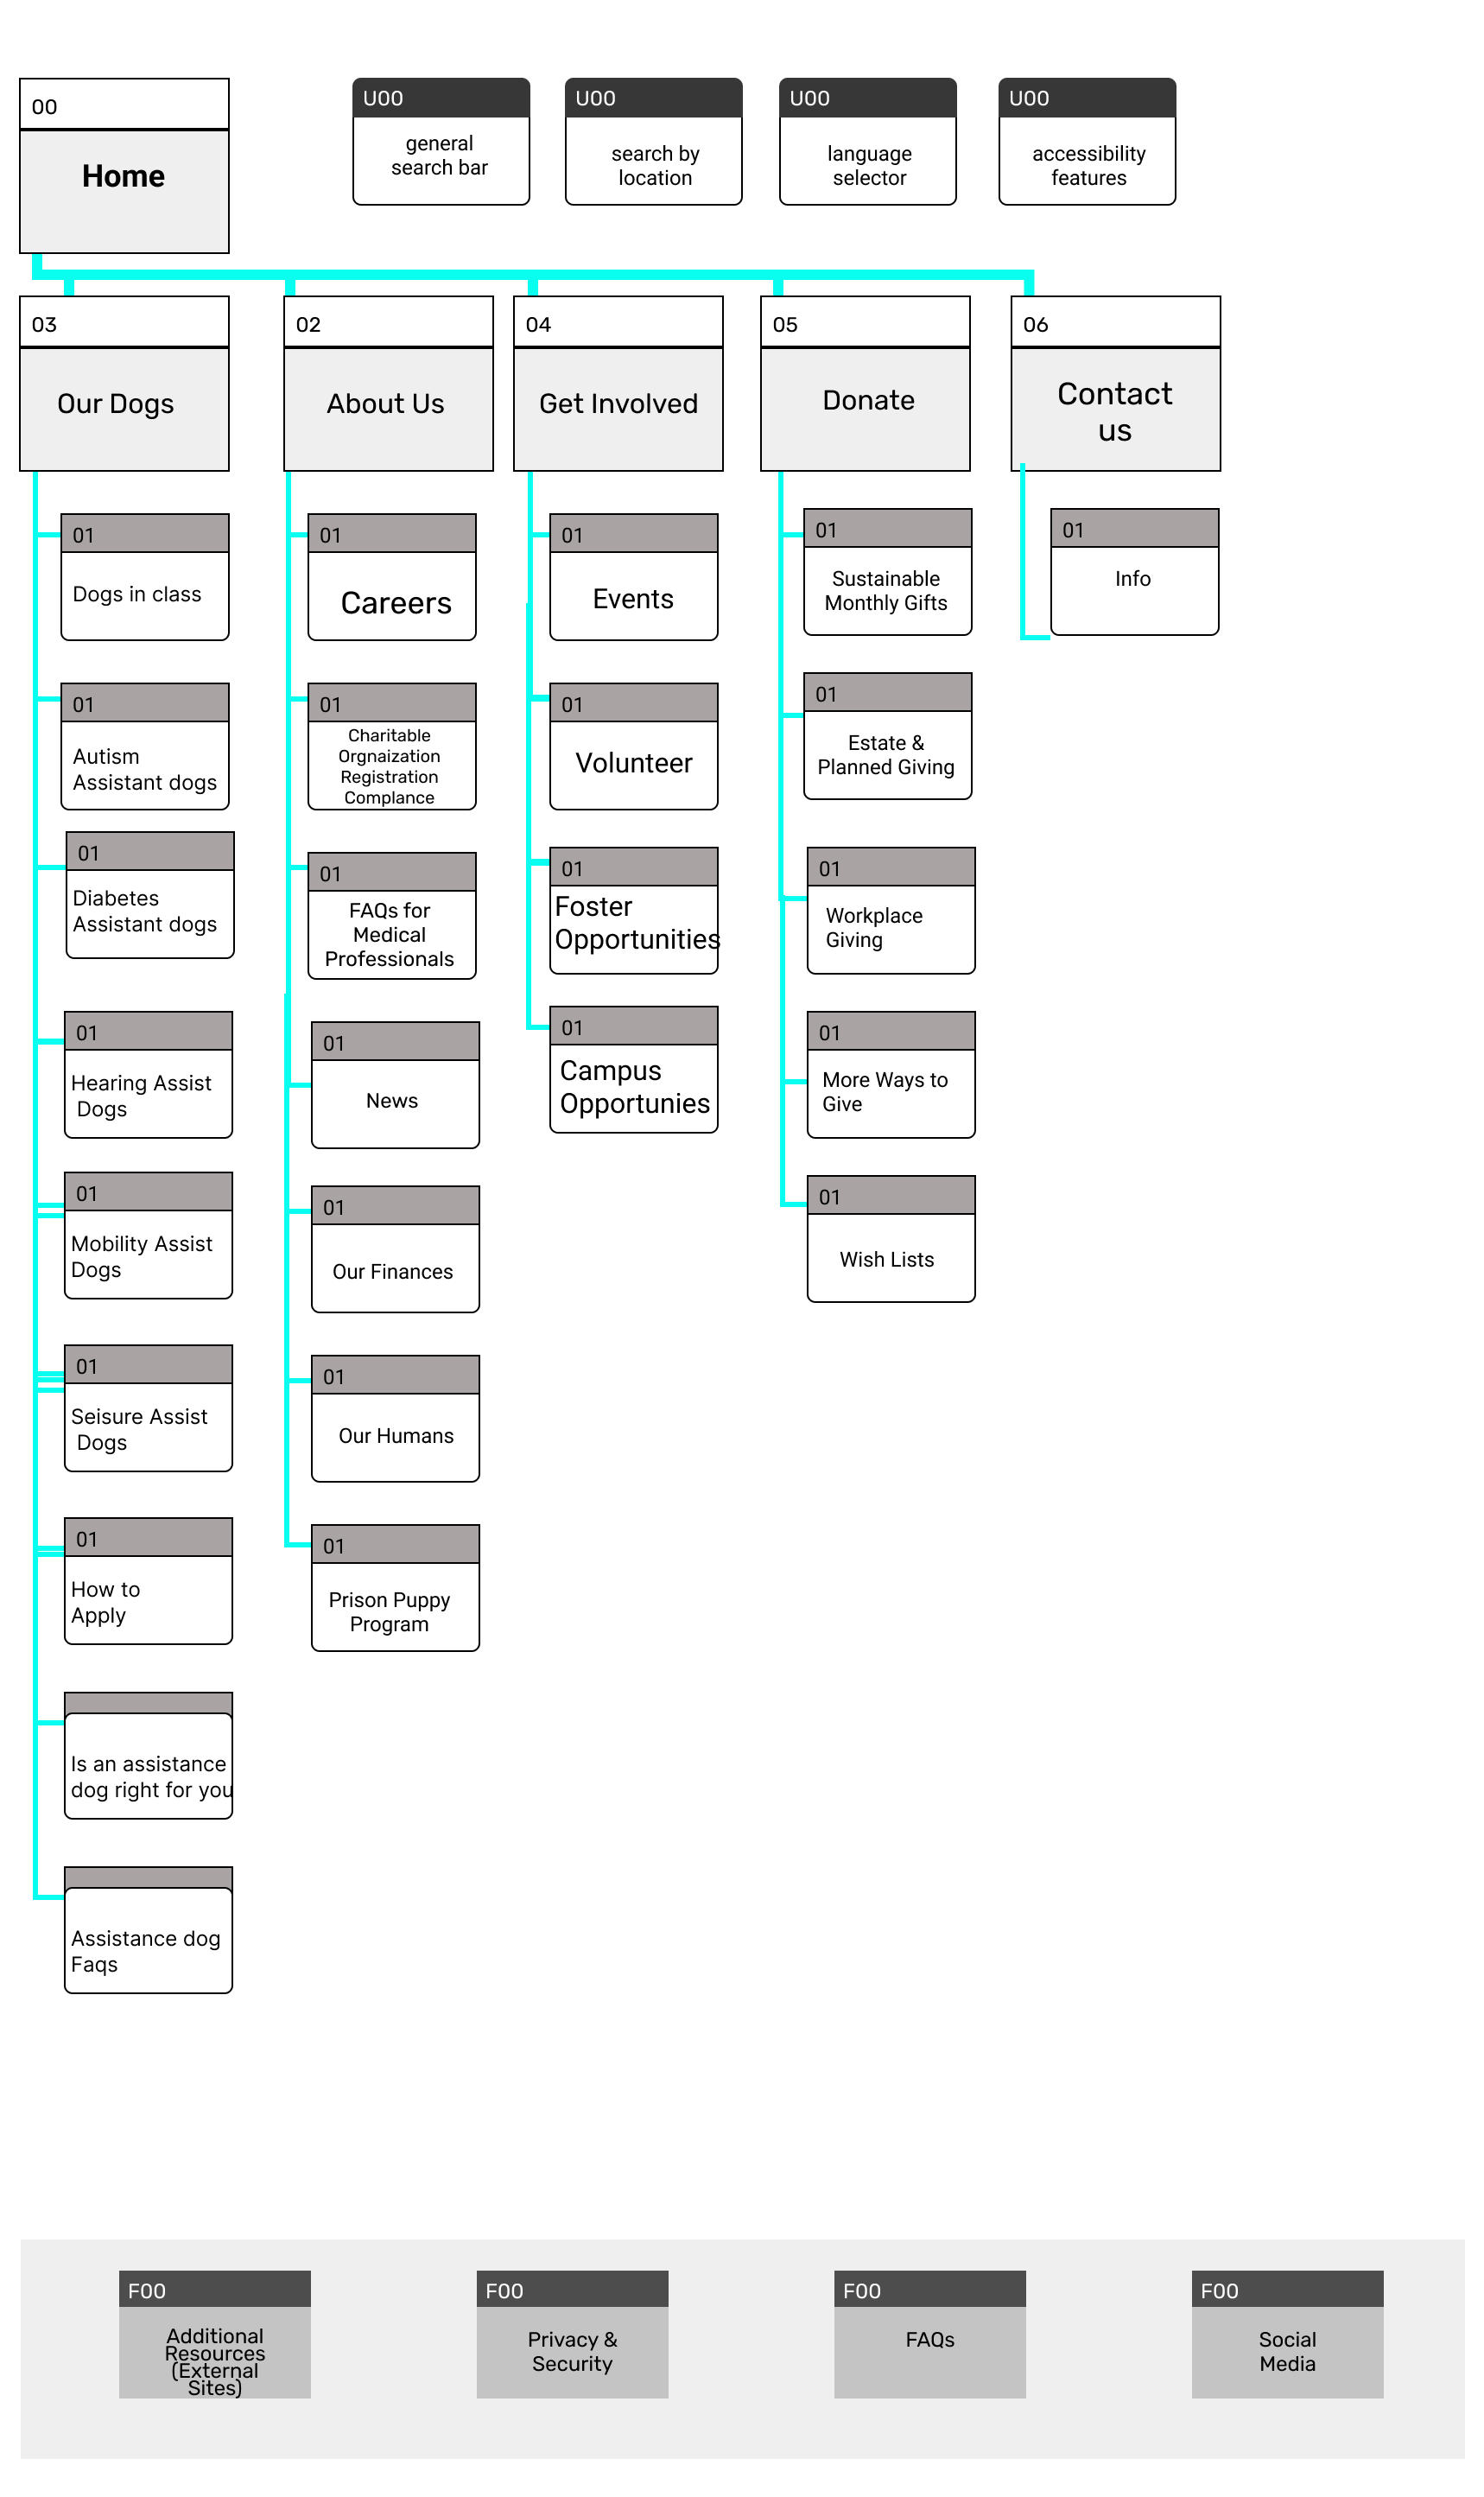 00
Home
U00
general
search bar
U00
search by
location
U00
language
selector
U00
accessibility
features
03
Our Dogs
02
About Us
04
Get Involved
05
Donate
06
Contact
us
01
Dogs in class
01
Autism
Assistant dogs
01
Diabetes
Assistant dogs
01
Hearing Assist
Dogs
01
Mobility Assist
Dogs
01
Seisure Assist
Dogs
01
How to
Apply
Is an assistance
dog right for you
Assistance dog
Faqs
01
Careers
01
Charitable
Orgnaization
Registration
Complance
01
FAQs for
Medical
Professionals
01
News
01
Our Finances
01
Our Humans
01
Prison Puppy
Program
01
Events
01
Volunteer
01
Foster
Opportunities
01
Campus
Opportunies
01
Sustainable
Monthly Gifts
01
Estate &
Planned Giving
01
Workplace
Giving
01
More Ways to
Give
01
Wish Lists
01
Info
F00
Additional
Resources
(External
Sites)
F00
Privacy &
Security
F00
FAQs
F00
Social
Media